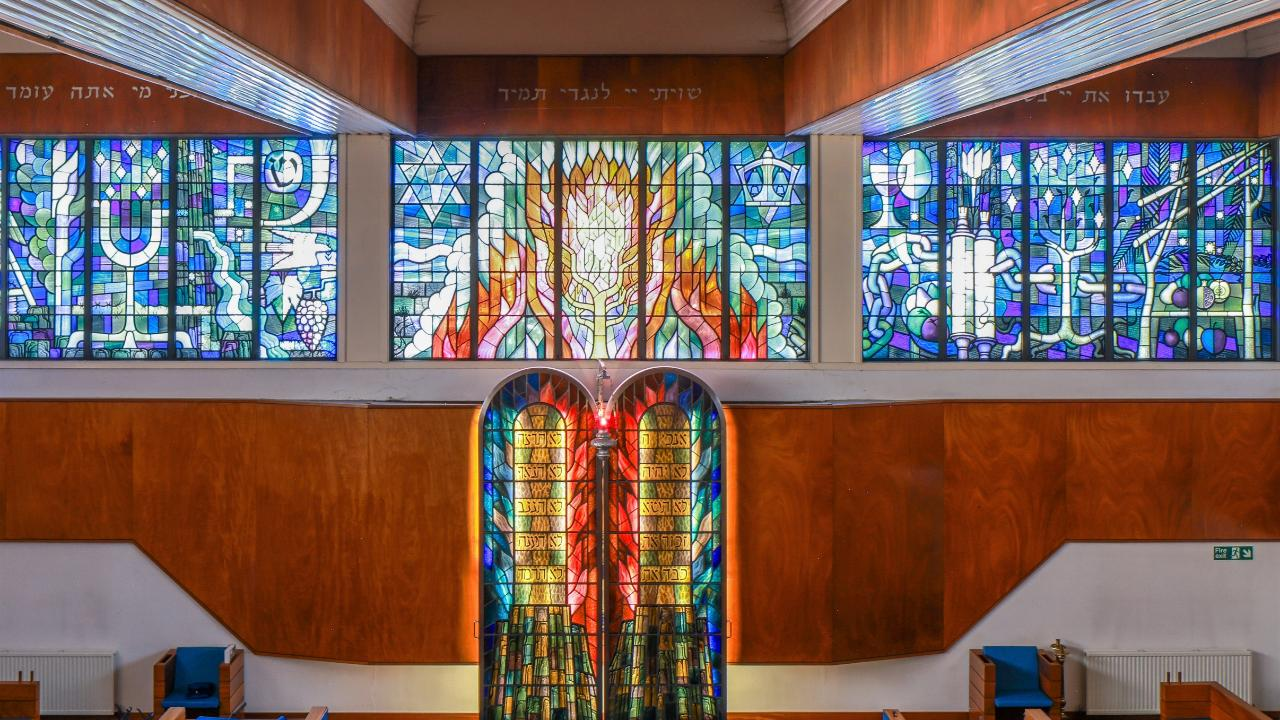 עבדו את יי
שויתי יי לנגדי תמיד
מי אתה עומד
אנכי ה
לא יהיה
לא תשא
זכור את
כבד את
לא תרצח
לא תנאף
לא תגנב
לא תענה
לא תחמד
Fire
exit